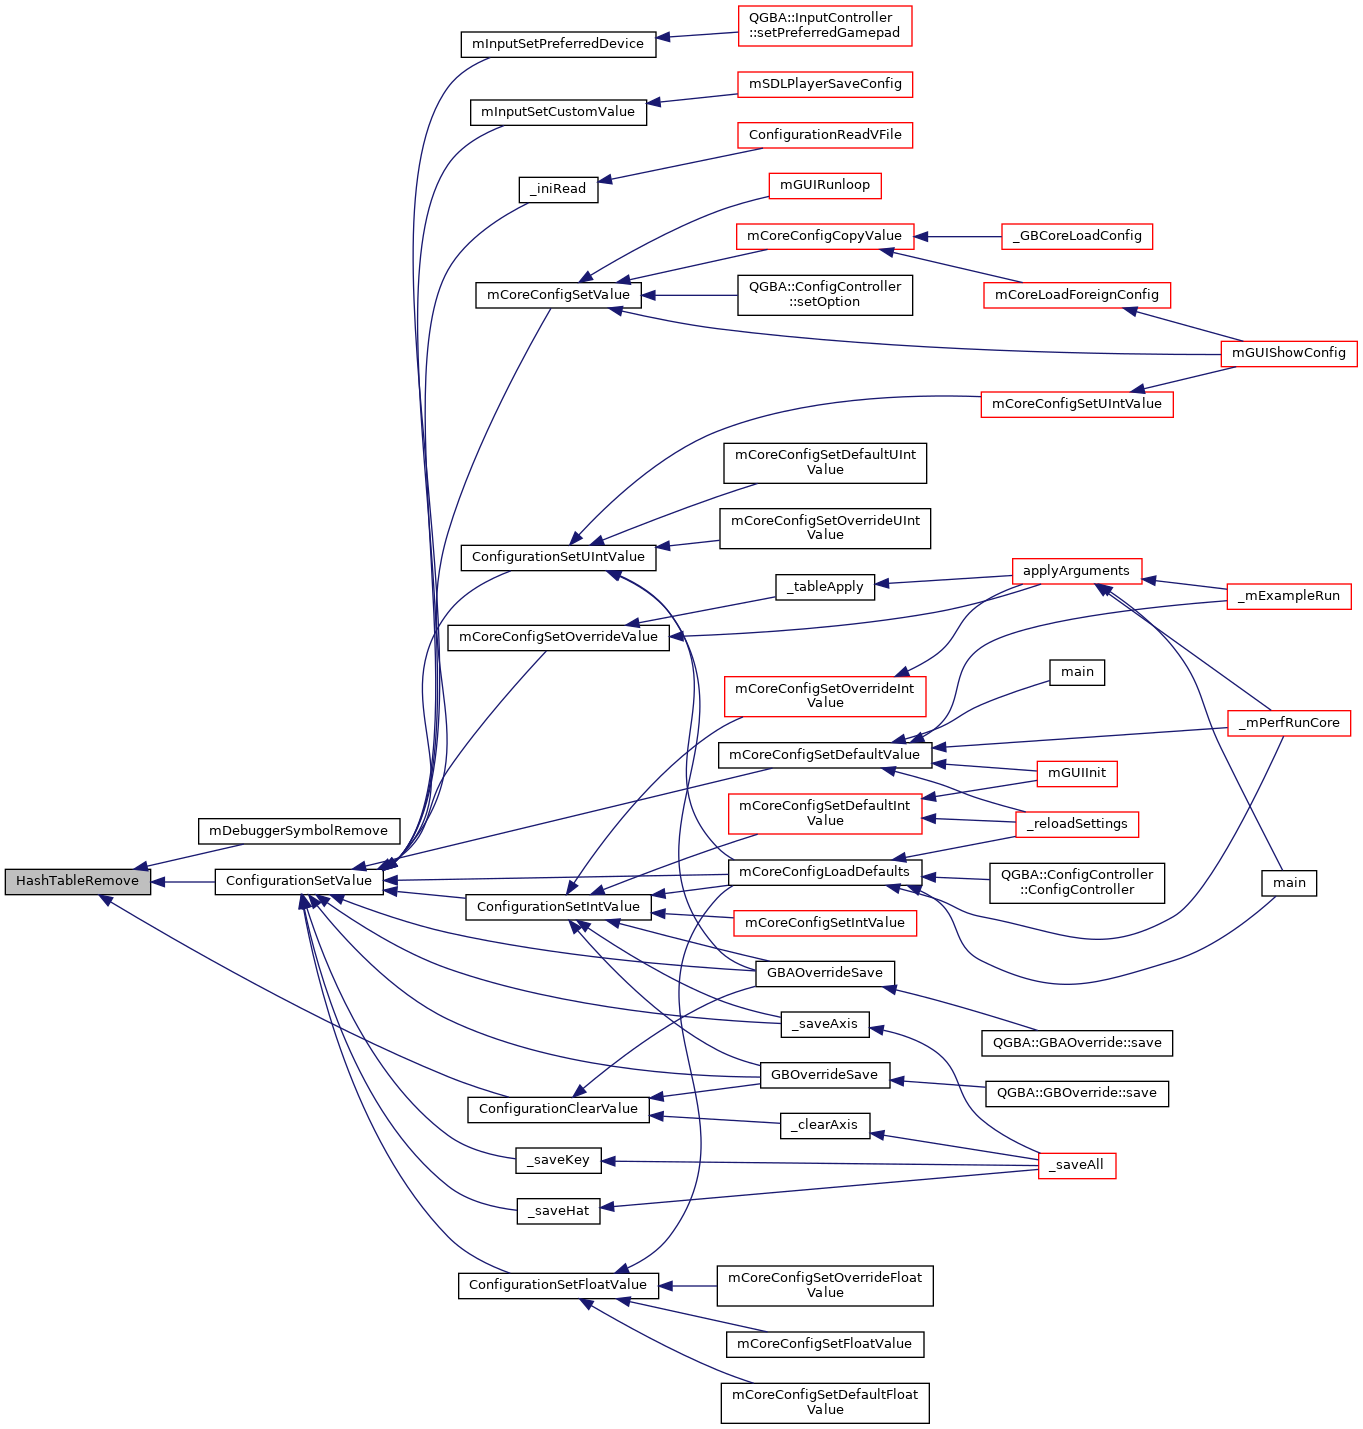 mInputSetPreferredDevice
QGBA::InputController
::setPreferredGamepad
mInputSetCustomValue
mSDLPlayerSaveConfig
_iniRead
ConfigurationReadVFile
mGUIRunloop
mCoreConfigSetValue
mCoreConfigCopyValue
_GBCoreLoadConfig
QGBA::ConfigController
::setOption
mCoreLoadForeignConfig
mGUIShowConfig
mCoreConfigSetUIntValue
mCoreConfigSetDefaultUInt
Value
mCoreConfigSetOverrideUInt
Value
ConfigurationSetUIntValue
_tableApply
applyArguments
_mExampleRun
mCoreConfigSetOverrideValue
mCoreConfigSetOverrideInt
Value
main
_mPerfRunCore
mCoreConfigSetDefaultValue
mGUIInit
mCoreConfigSetDefaultInt
Value
_reloadSettings
mDebuggerSymbolRemove
HashTableRemove
ConfigurationSetValue
mCoreConfigLoadDefaults
QGBA::ConfigController
::ConfigController
main
ConfigurationSetIntValue
mCoreConfigSetIntValue
GBAOverrideSave
_saveAxis
QGBA::GBAOverride::save
GBOverrideSave
QGBA::GBOverride::save
ConfigurationClearValue
_clearAxis
_saveKey
_saveAll
_saveHat
ConfigurationSetFloatValue
mCoreConfigSetOverrideFloat
Value
mCoreConfigSetFloatValue
mCoreConfigSetDefaultFloat
Value